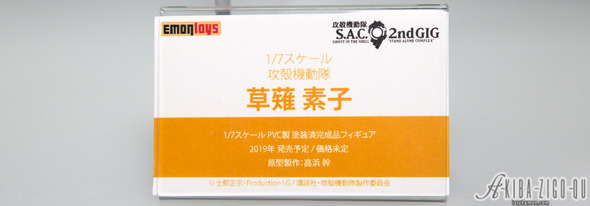 EMONtoys
攻殻機動隊
S.A.C. 2ndGIG
GHOST IN THE SHELL "STAND ALONE COMPLEX"
1/7スケール
攻殻機動隊
草薙 素子
1/7スケール PVC製 塗装済完成品フィギュア
2019年 発売予定 / 価格未定
原型製作：高浜 幹
© 士郎正宗・Production I.G / 講談社・攻殻機動隊製作委員会
AKIBA-ZIGO-QU